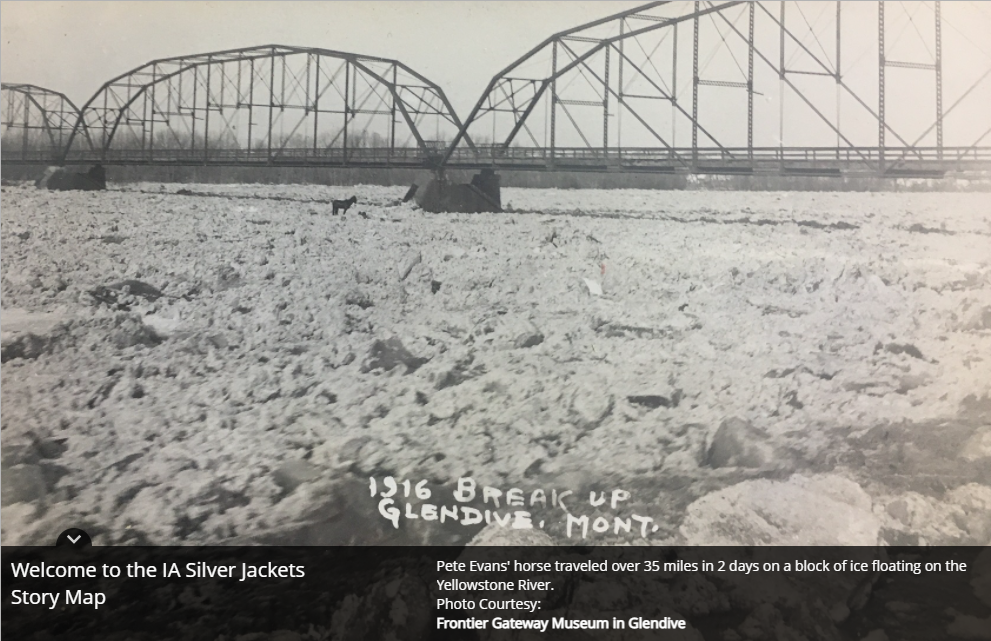 1916 BREAK UP
GLENDIVE, MONT.
Welcome to the IA Silver Jackets
Story Map
Pete Evans' horse traveled over 35 miles in 2 days on a block of ice floating on the
Yellowstone River.
Photo Courtesy:
Frontier Gateway Museum in Glendive